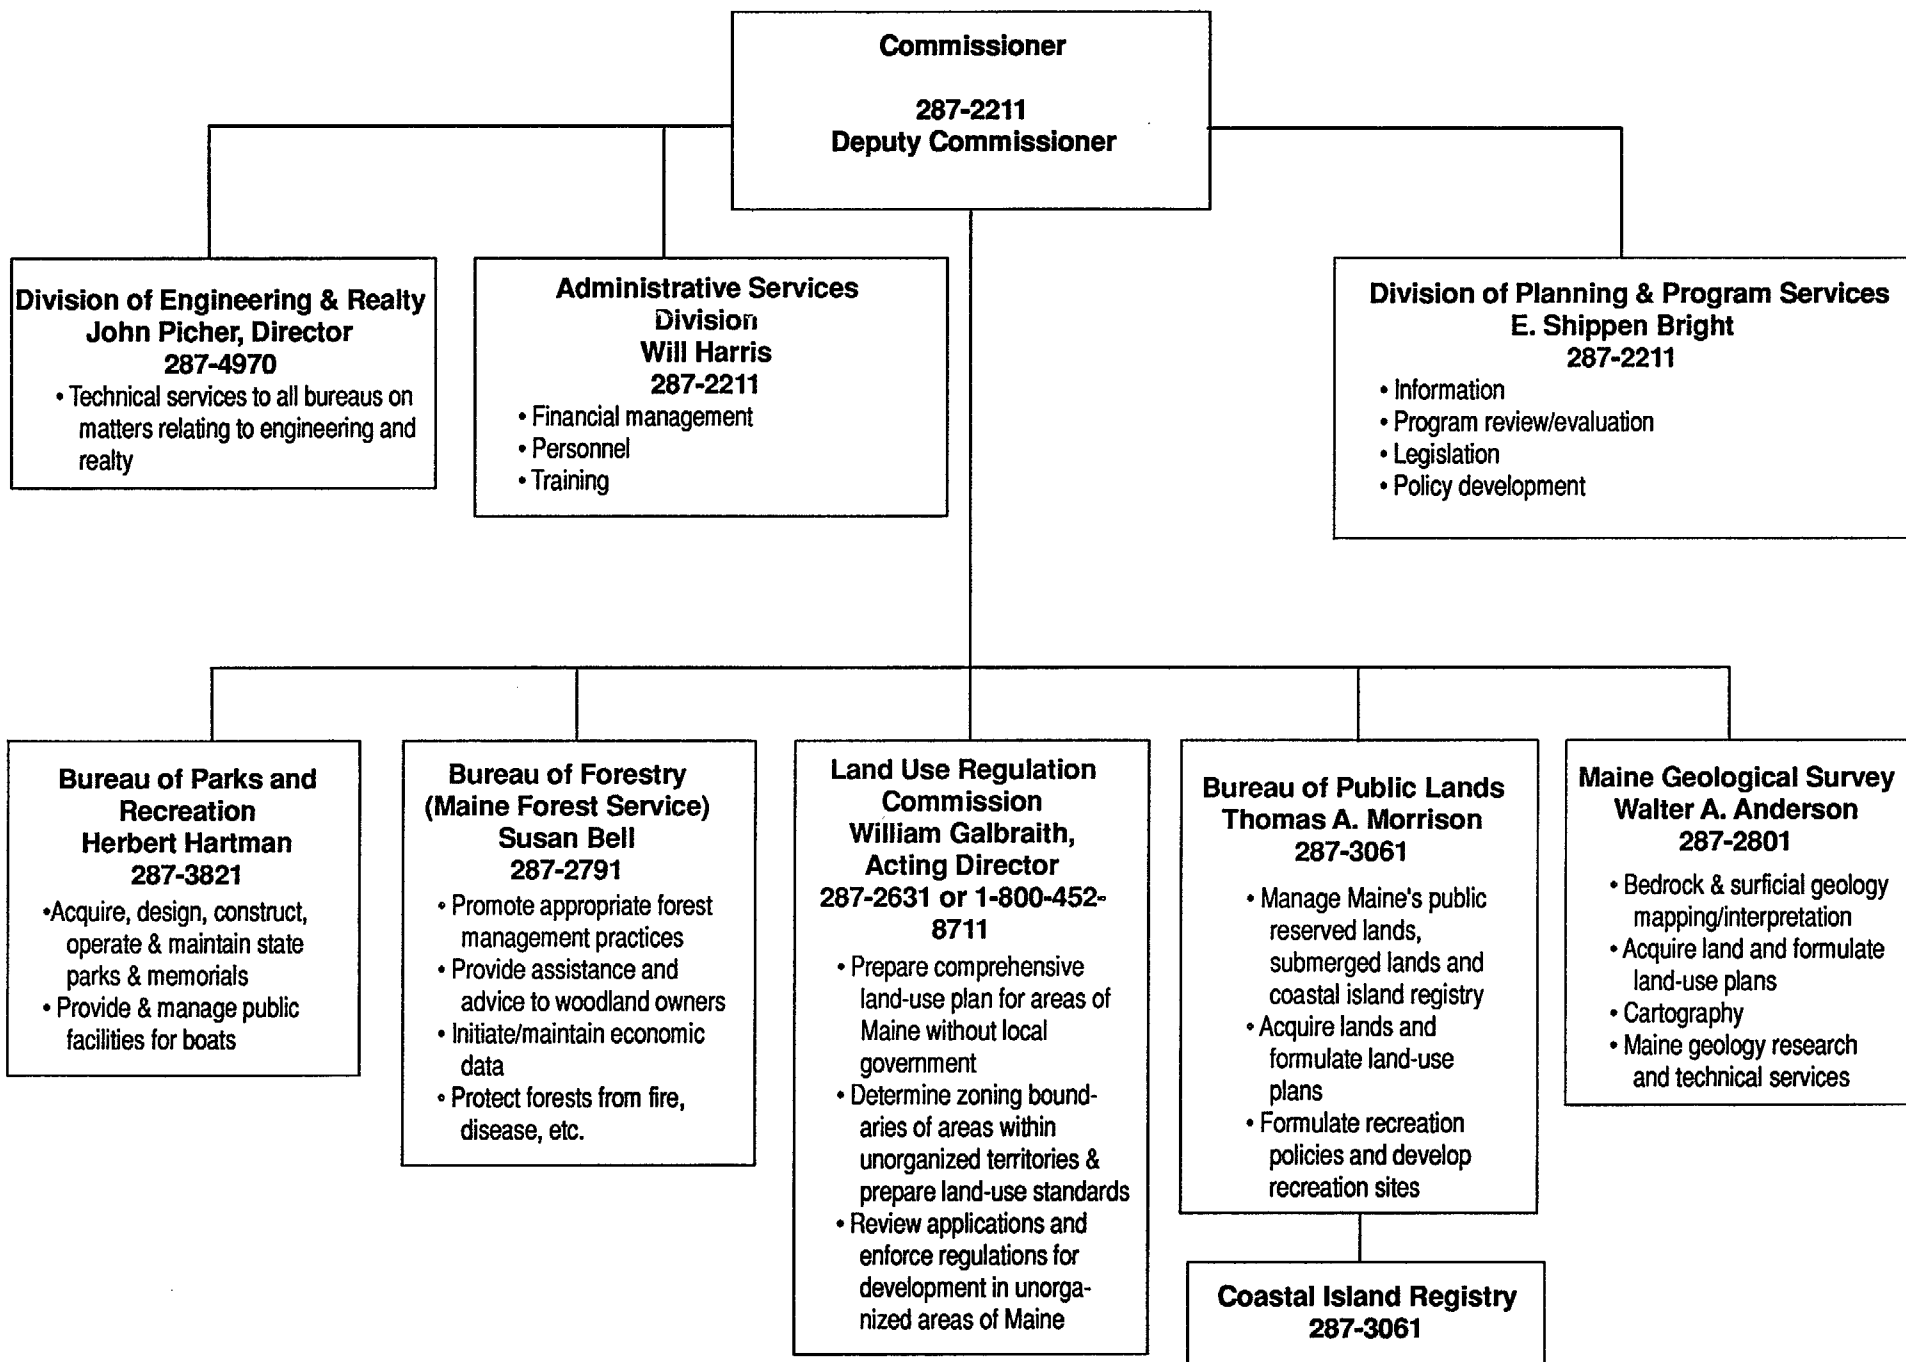 Commissioner
287-2211
Deputy Commissioner
Division of Engineering & Realty
John Picher, Director
287-4970
• Technical services to all bureaus on
matters relating to engineering and
realty
Administrative Services
Division
Will Harris
287-2211
• Financial management
• Personnel
• Training
Division of Planning & Program Services
E. Shippen Bright
287-2211
• Information
• Program review/evaluation
• Legislation
• Policy development
Bureau of Parks and
Recreation
Herbert Hartman
287-3821
•Acquire, design, construct,
operate & maintain state
parks & memorials
• Provide & manage public
facilities for boats
Bureau of Forestry
(Maine Forest Service)
Susan Bell
287-2791
• Promote appropriate forest
management practices
• Provide assistance and
advice to woodland owners
• Initiate/maintain economic
data
• Protect forests from fire,
disease, etc.
Land Use Regulation
Commission
William Galbraith,
Acting Director
287-2631 or 1-800-452-
8711
• Prepare comprehensive
land-use plan for areas of
Maine without local
government
• Determine zoning bound-
aries of areas within
unorganized territories &
prepare land-use standards
• Review applications and
enforce regulations for
development in unorga-
nized areas of Maine
Bureau of Public Lands
Thomas A. Morrison
287-3061
• Manage Maine's public
reserved lands,
submerged lands and
coastal island registry
• Acquire lands and
formulate land-use
plans
• Formulate recreation
policies and develop
recreation sites
Coastal Island Registry
287-3061
Maine Geological Survey
Walter A. Anderson
287-2801
• Bedrock & surficial geology
mapping/interpretation
• Acquire land and formulate
land-use plans
• Cartography
• Maine geology research
and technical services